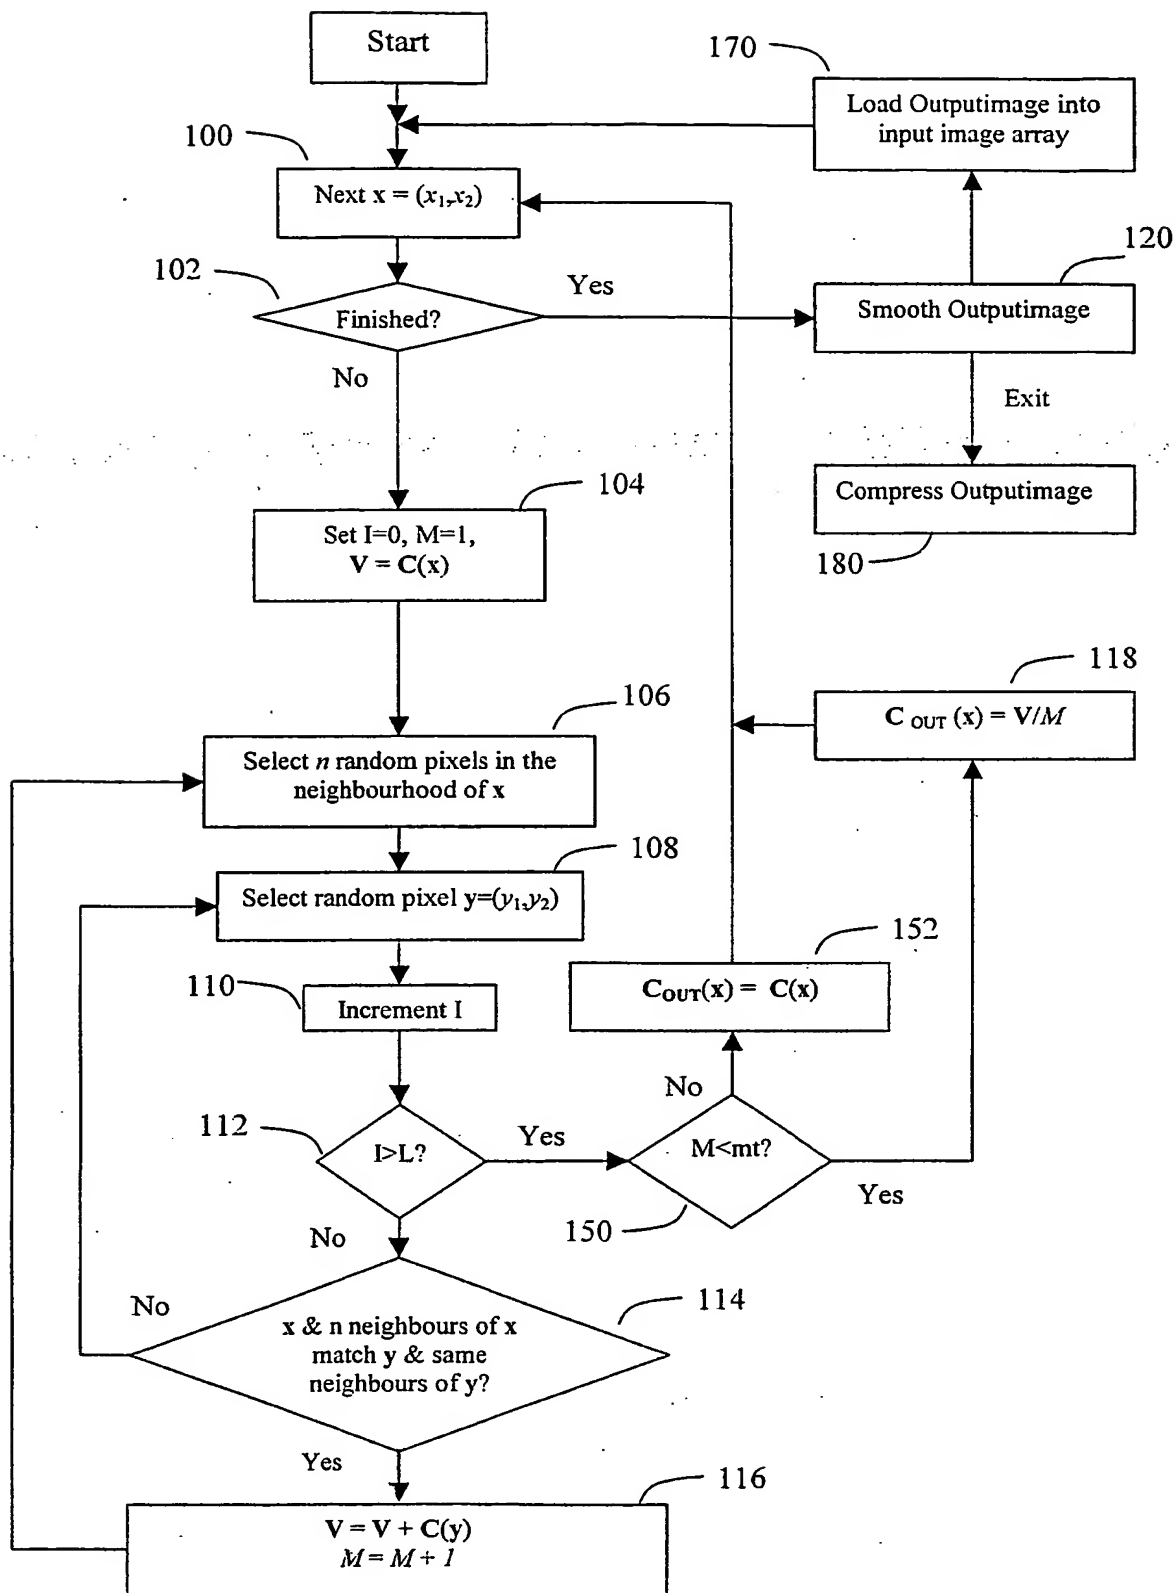 Start
170
Load Outputimage into
input image array
100
Next x = (x₁,x₂)
120
102
Yes
Finished?
Smooth Outputimage
No
Exit
104
Compress Outputimage
Set I=0, M=1,
V = C(x)
180
118
106
C OUT (x) = V/M
Select n random pixels in the
neighbourhood of x
108
Select random pixel y=(y₁,y₂)
152
110
C_OUT(x) = C(x)
Increment I
No
112
I>L?
Yes
M<mt?
Yes
150
No
No
114
x & n neighbours of x
match y & same
neighbours of y?
Yes
116
V = V + C(y)
M = M + 1